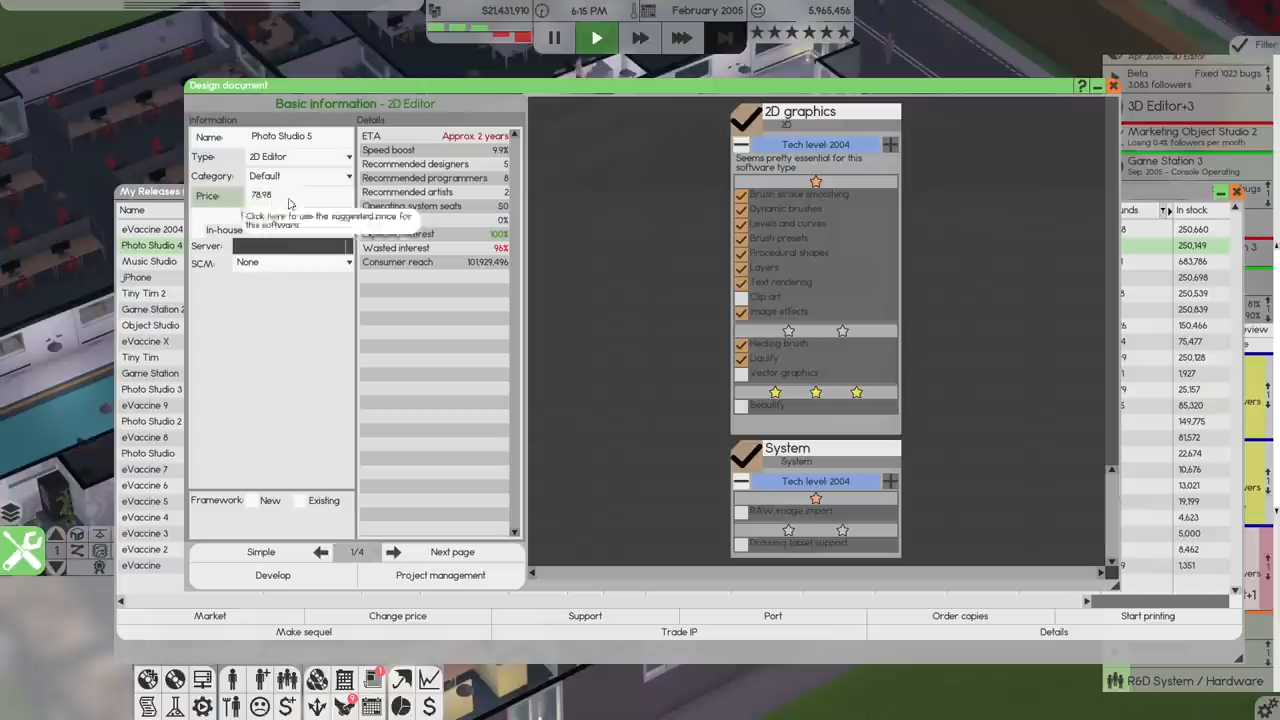 $21,431,910
6:15 PM
February 2005
5,965,456
Filter
Design document
?
Basic information - 2D Editor
Information
Details
Name:
Photo Studio 5
Type:
2D Editor
Category:
Default
Price:
78.98
Click here to use the suggested price for
this software
In-house
Server:
SCM:
None
ETA
Approx. 2 years
Speed boost
9.9%
Recommended designers
5
Recommended programmers
8
Recommended artists
2
Operating system seats
50
0%
100%
Wasted interest
96%
Consumer reach
101,929,496
Framework:
New
Existing
Simple
1/4
Next page
Develop
Project management
2D graphics
2D
Tech level: 2004
Seems pretty essential for this
software type
Brush stroke smoothing
Dynamic brushes
Levels and curves
Brush presets
Procedural shapes
Layers
Text rendering
Clip art
Image effects
Healing brush
Liquify
Vector graphics
Beautify
System
System
Tech level: 2004
RAW image import
Drawing tablet support
My Releases
Name
eVaccine 2004
Photo Studio 4
Music Studio
jPhone
Tiny Tim 2
Game Station 2
Object Studio
eVaccine X
Tiny Tim
Game Station
Photo Studio 3
eVaccine 9
Photo Studio 2
eVaccine 8
Photo Studio
eVaccine 7
eVaccine 6
eVaccine 5
eVaccine 4
eVaccine 3
eVaccine 2
eVaccine
In stock
250,660
250,149
683,786
250,698
250,539
250,839
150,466
75,477
250,128
1,927
25,157
85,320
149,775
81,572
22,674
10,676
13,021
19,199
4,623
5,000
8,462
1,351
Apr. 2005 - 3D Editor
Beta
Fixed 1023 bugs
3,083 followers
3D Editor+3
Marketing Object Studio 2
Losing 0.4% followers per month
Game Station 3
Sep. 2005 - Console Operating
81%
90%
Market
Change price
Support
Port
Order copies
Start printing
Make sequel
Trade IP
Details
R&D System / Hardware
1
1
9